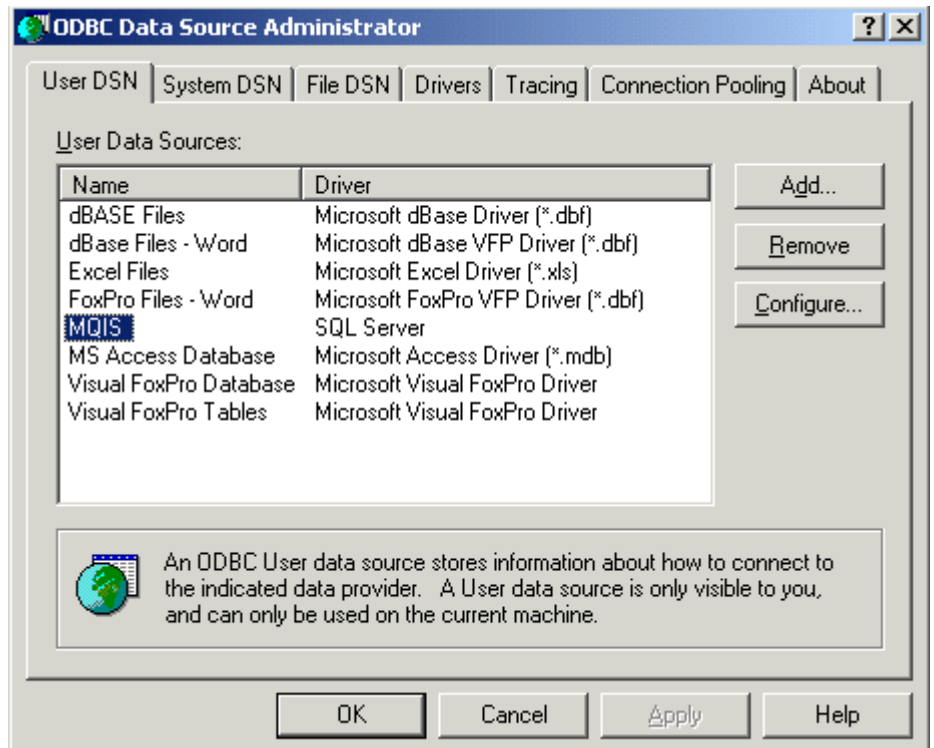 ODBC Data Source Administrator
User DSN System DSN File DSN Drivers Tracing Connection Pooling About
User Data Sources:
Name Driver
dBASE Files Microsoft dBase Driver (*.dbf)
dBase Files - Word Microsoft dBase VFP Driver (*.dbf)
Excel Files Microsoft Excel Driver (*.xls)
FoxPro Files - Word Microsoft FoxPro VFP Driver (*.dbf)
MQIS SQL Server
MS Access Database Microsoft Access Driver (*.mdb)
Visual FoxPro Database Microsoft Visual FoxPro Driver
Visual FoxPro Tables Microsoft Visual FoxPro Driver
Add...
Remove
Configure...
An ODBC User data source stores information about how to connect to
the indicated data provider. A User data source is only visible to you,
and can only be used on the current machine.
OK Cancel Apply Help